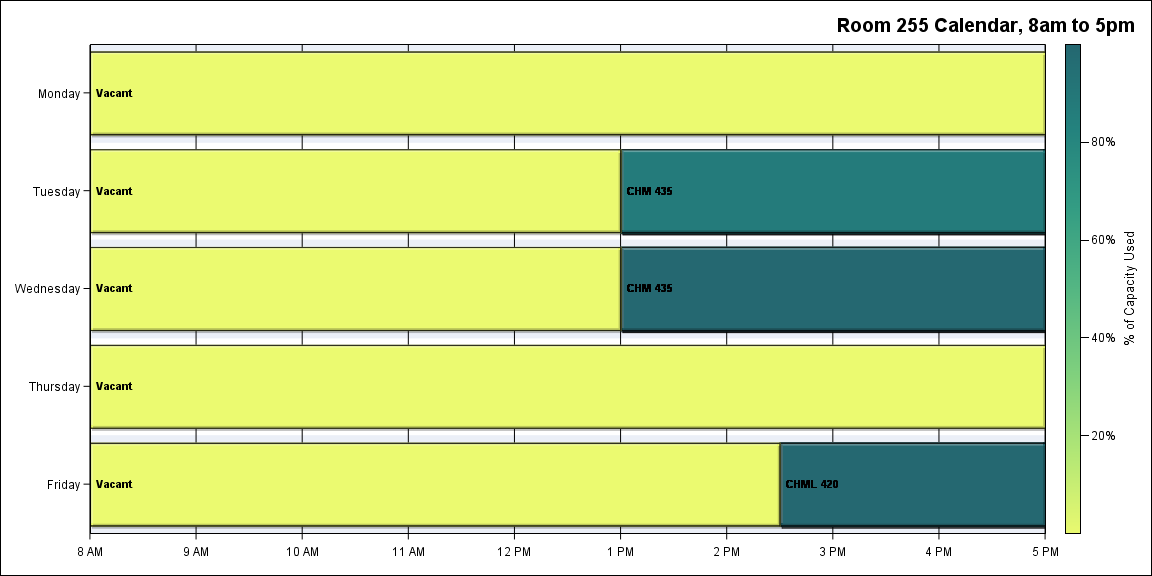 Room 255 Calendar, 8am to 5pm
Monday
Vacant
Tuesday
Vacant
CHM 435
Wednesday
Vacant
CHM 435
Thursday
Vacant
Friday
Vacant
CHML 420
8 AM
9 AM
10 AM
11 AM
12 PM
1 PM
2 PM
3 PM
4 PM
5 PM
80%
60%
40%
20%
% of Capacity Used